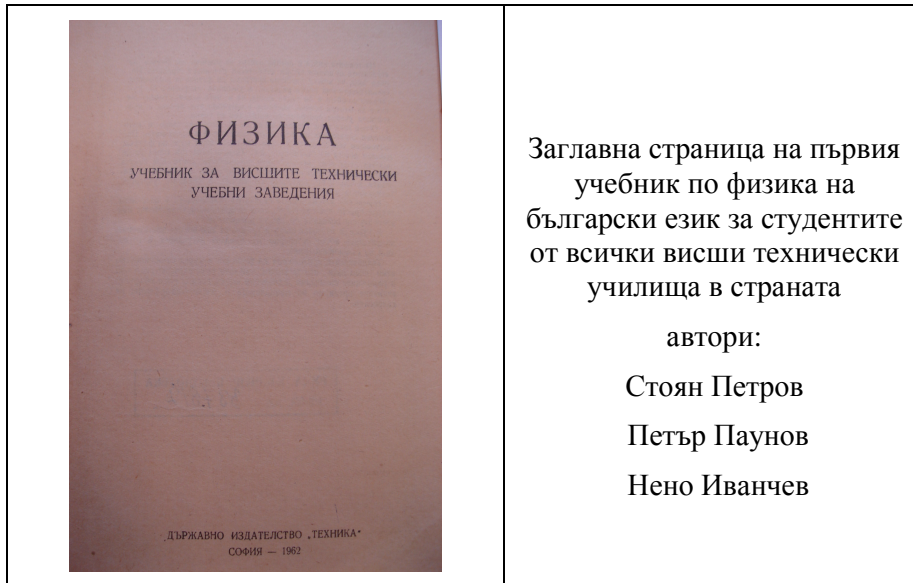 ФИЗИКА
УЧЕБНИК ЗА ВИСШИТЕ ТЕХНИЧЕСКИ
УЧЕБНИ ЗАВЕДЕНИЯ
ДЪРЖАВНО ИЗДАТЕЛСТВО „ТЕХНИКА"
СОФИЯ — 1962
Заглавна страница на първия
учебник по физика на
български език за студентите
от всички висши технически
училища в страната
автори:
Стоян Петров
Петър Паунов
Нено Иванчев